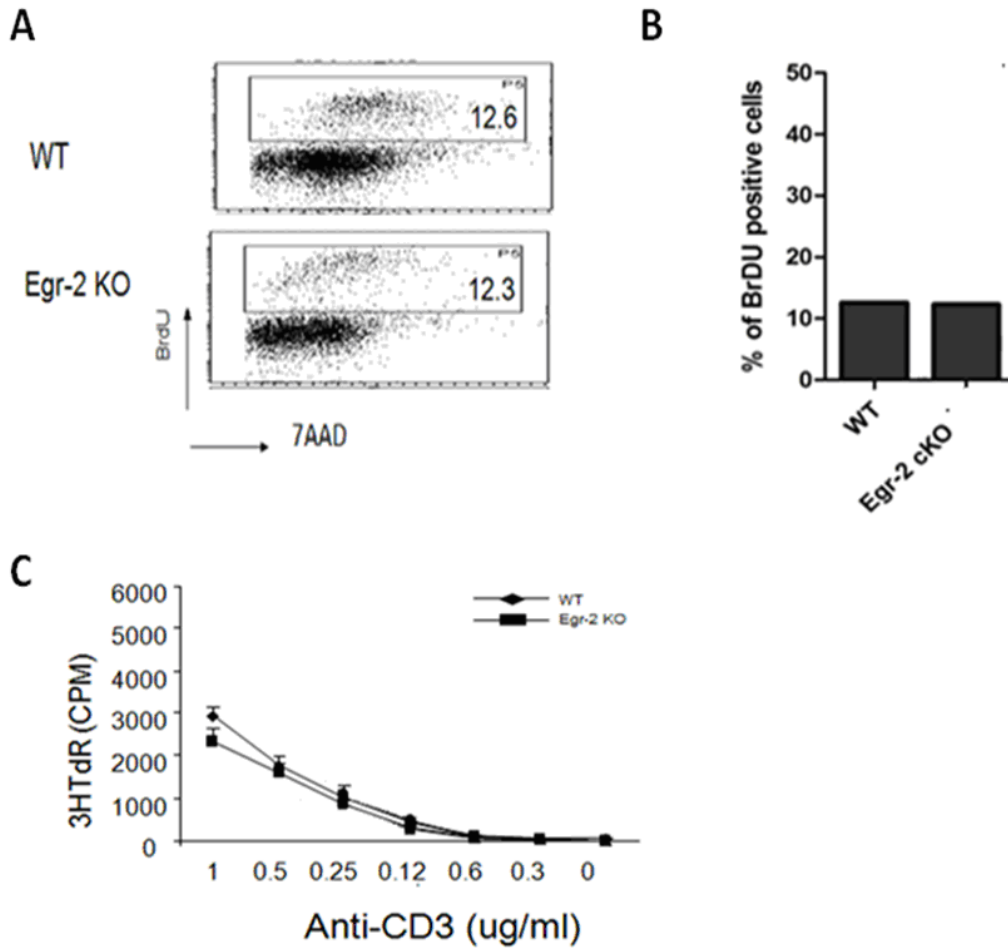 A
WT
P5
12.6
Egr-2 KO
P5
12.3
BrdU
7AAD
B
% of BrDU positive cells
50
40
30
20
10
0
WT
Egr-2 cKO
C
3HTdR (CPM)
6000
5000
4000
3000
2000
1000
0
WT
Egr-2 KO
1 0.5 0.25 0.12 0.6 0.3 0
Anti-CD3 (ug/ml)